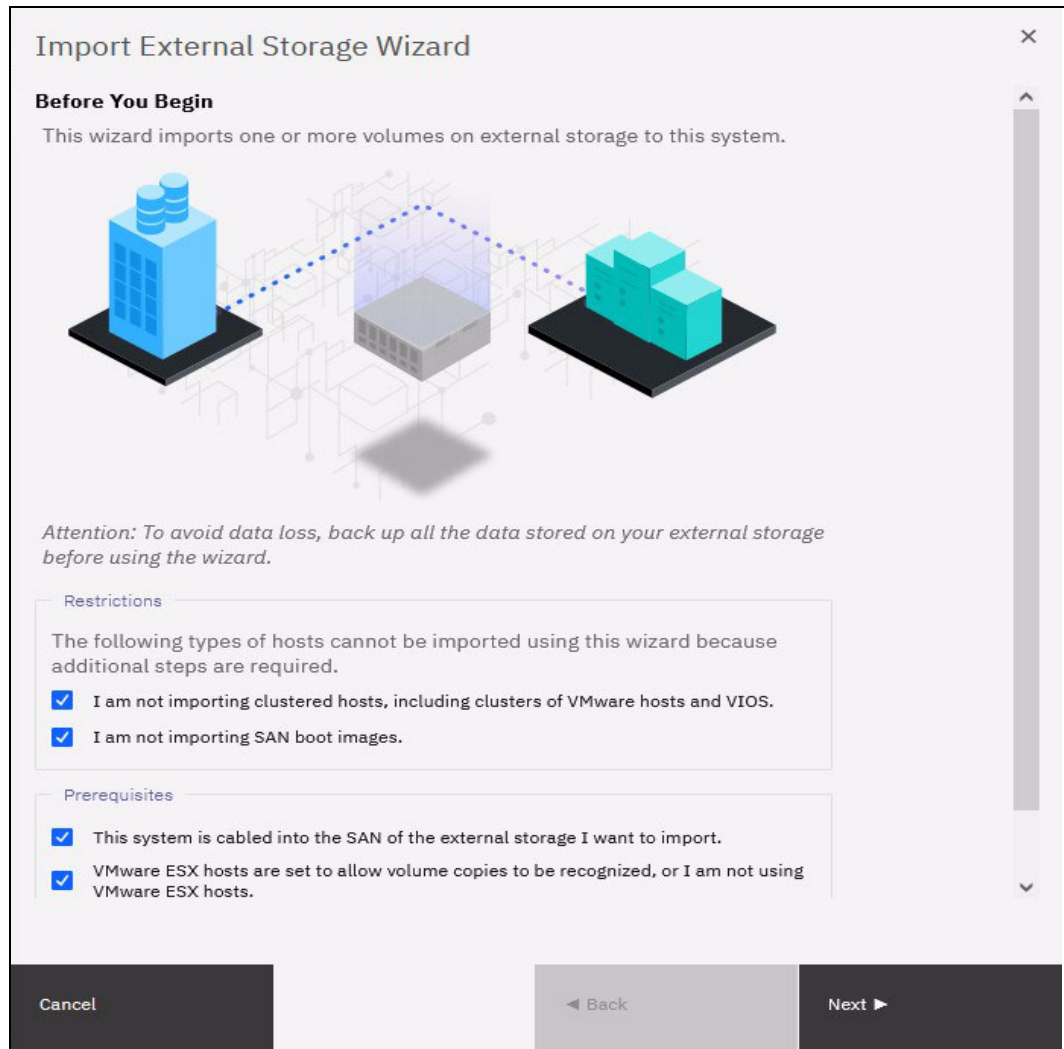 Import External Storage Wizard
Before You Begin
This wizard imports one or more volumes on external storage to this system.
Attention: To avoid data loss, back up all the data stored on your external storage
before using the wizard.
Restrictions
The following types of hosts cannot be imported using this wizard because
additional steps are required.
I am not importing clustered hosts, including clusters of VMware hosts and VIOS.
I am not importing SAN boot images.
Prerequisites
This system is cabled into the SAN of the external storage I want to import.
VMware ESX hosts are set to allow volume copies to be recognized, or I am not using
VMware ESX hosts.
Cancel
Back
Next